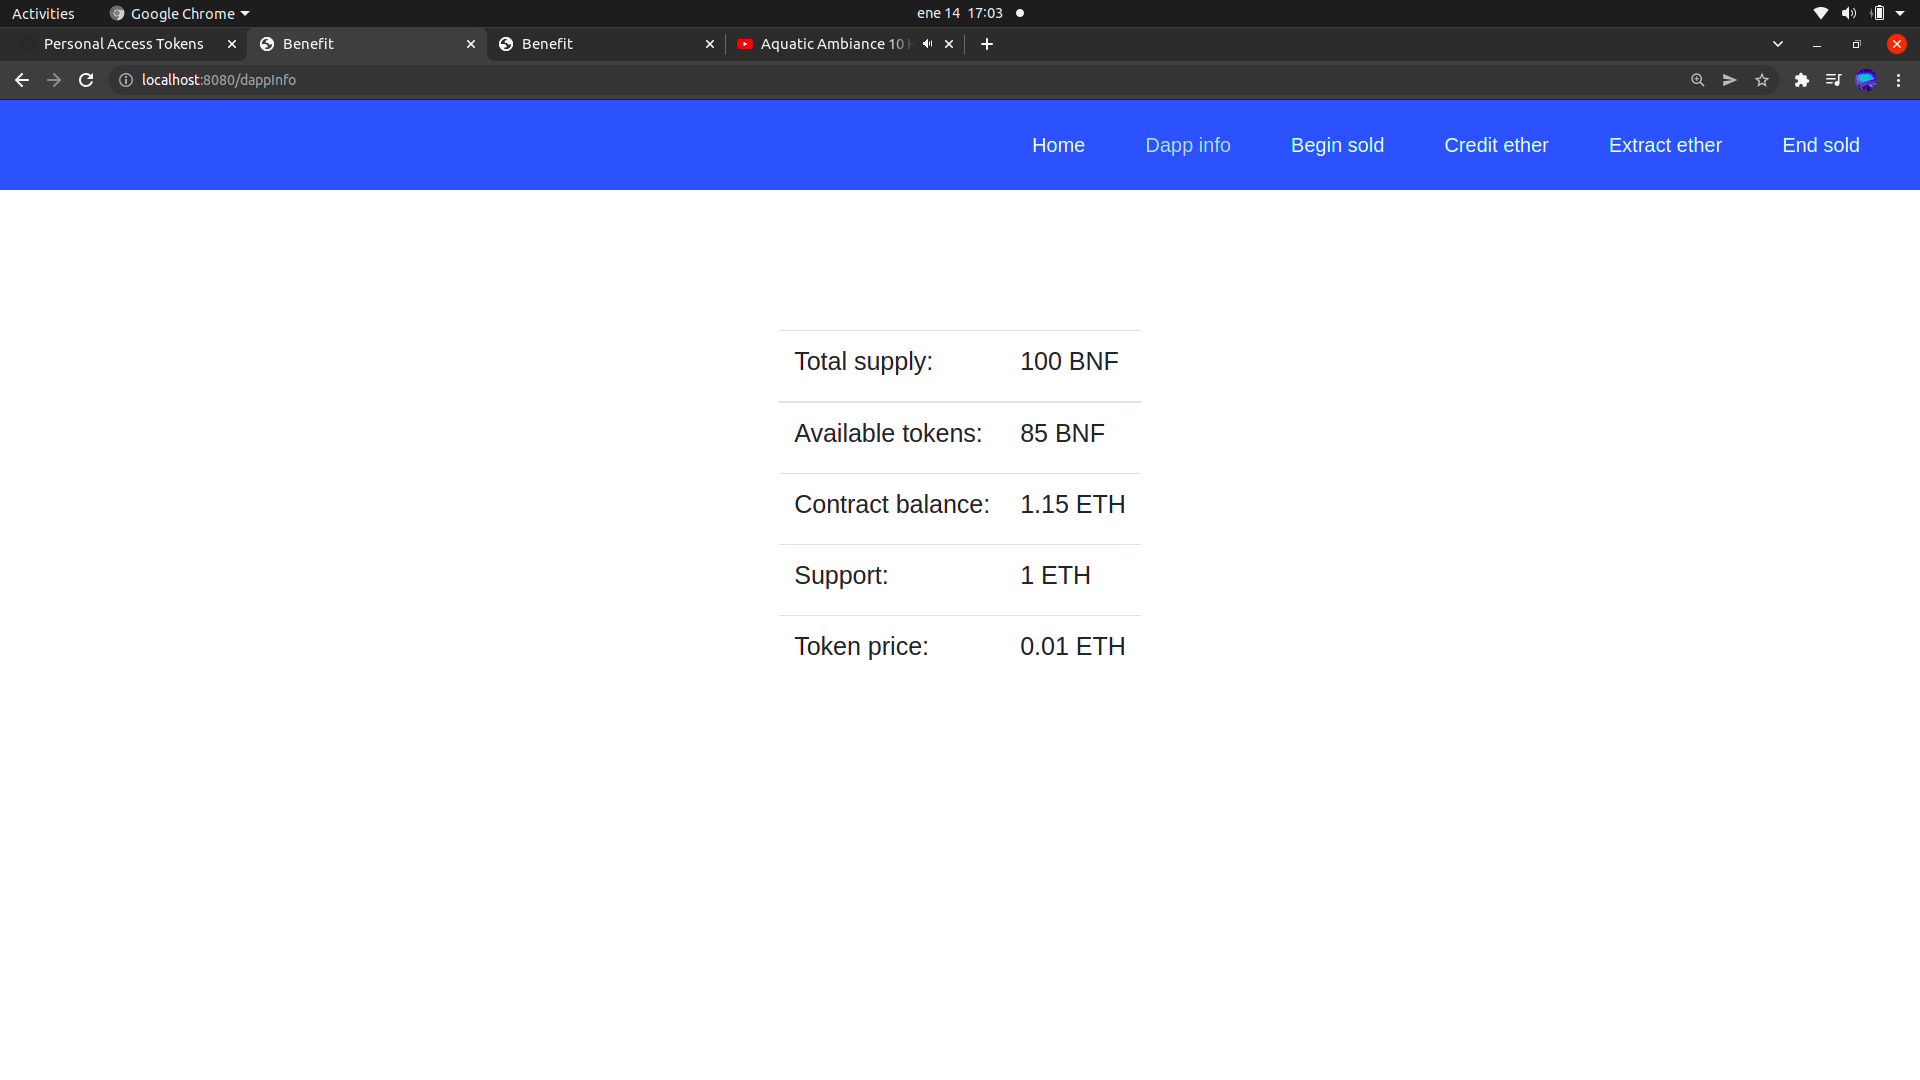 Activities Google Chrome ene 14 17:03
Personal Access Tokens Benefit Benefit Aquatic Ambiance 10
localhost:8080/dappInfo
Home Dapp info Begin sold Credit ether Extract ether End sold
Total supply: 100 BNF
Available tokens: 85 BNF
Contract balance: 1.15 ETH
Support: 1 ETH
Token price: 0.01 ETH